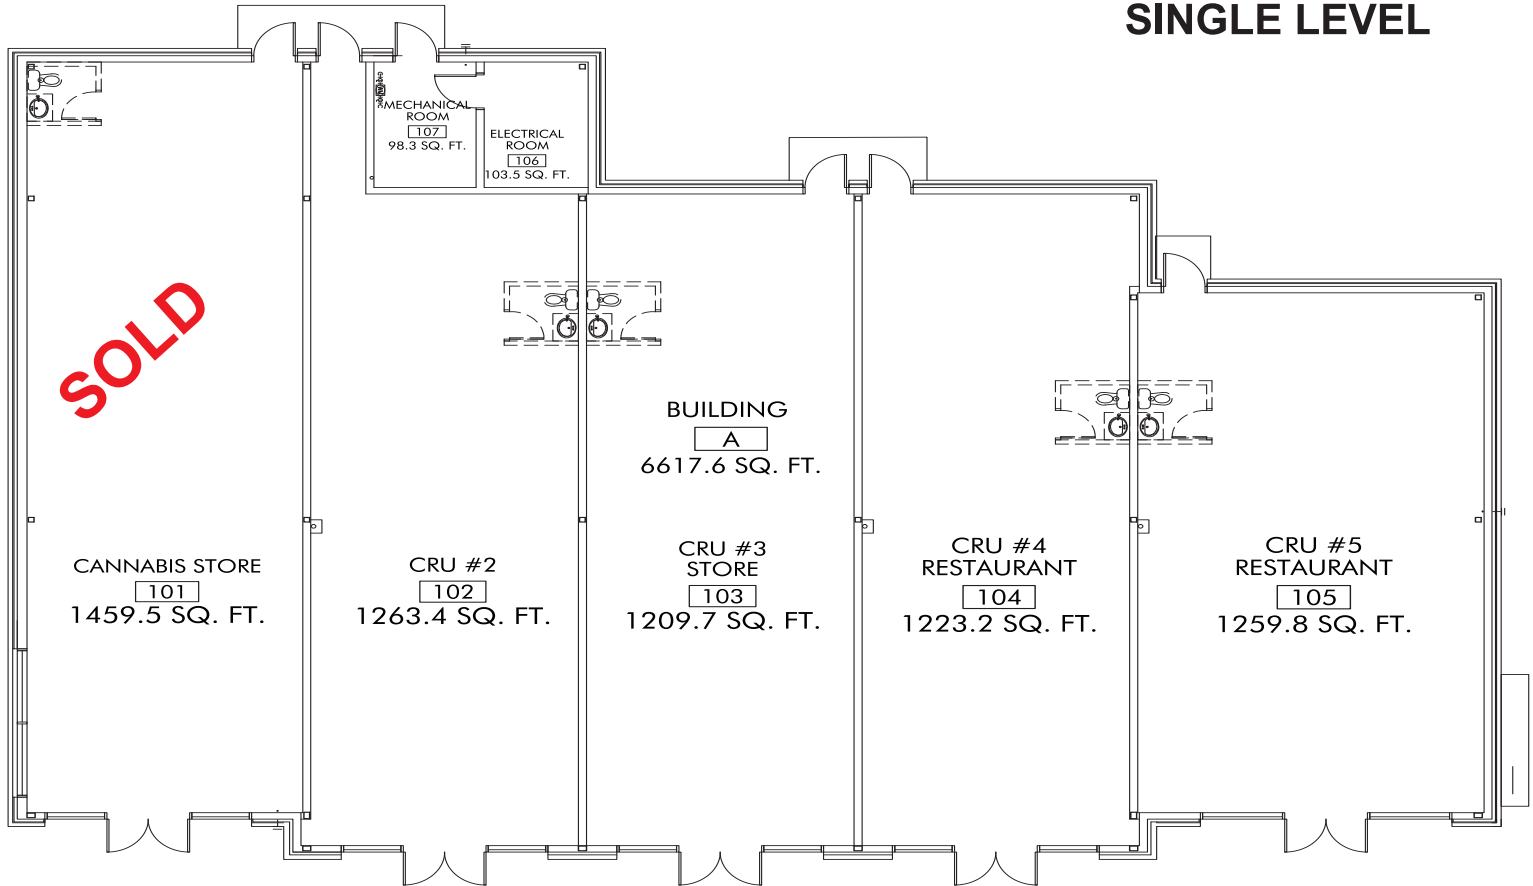 SINGLE LEVEL
MECHANICAL
ROOM
107
98.3 SQ. FT.
ELECTRICAL
ROOM
106
103.5 SQ. FT.
SOLD
BUILDING
A
6617.6 SQ. FT.
CANNABIS STORE
101
1459.5 SQ. FT.
CRU #2
102
1263.4 SQ. FT.
CRU #3
STORE
103
1209.7 SQ. FT.
CRU #4
RESTAURANT
104
1223.2 SQ. FT.
CRU #5
RESTAURANT
105
1259.8 SQ. FT.